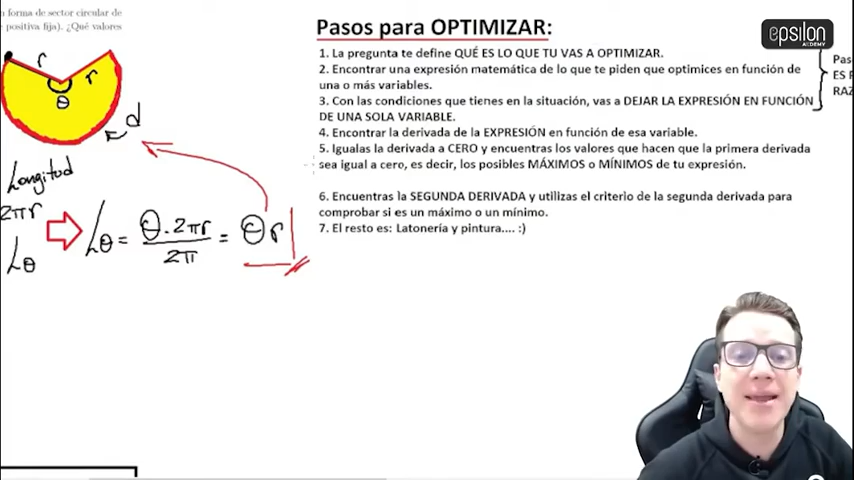 forma de sector circular de
positiva fija). ¿Qué valores
r
r
θ
d
Longitud
2πr
Lθ
Lθ = θ.2πr / 2π = θr
Pasos para OPTIMIZAR:
1. La pregunta te define QUÉ ES LO QUE TU VAS A OPTIMIZAR.
2. Encontrar una expresión matemática de lo que te piden que optimices en función de
una o más variables.
3. Con las condiciones que tienes en la situación, vas a DEJAR LA EXPRESIÓN EN FUNCIÓN
DE UNA SOLA VARIABLE.
4. Encontrar la derivada de la EXPRESIÓN en función de esa variable.
5. Igualas la derivada a CERO y encuentras los valores que hacen que la primera derivada
sea igual a cero, es decir, los posibles MÁXIMOS o MÍNIMOS de tu expresión.
6. Encuentras la SEGUNDA DERIVADA y utilizas el criterio de la segunda derivada para
comprobar si es un máximo o un mínimo.
7. El resto es: Latonería y pintura.... :)
epsilon
ACADEMY
Pas
ES F
RAZ